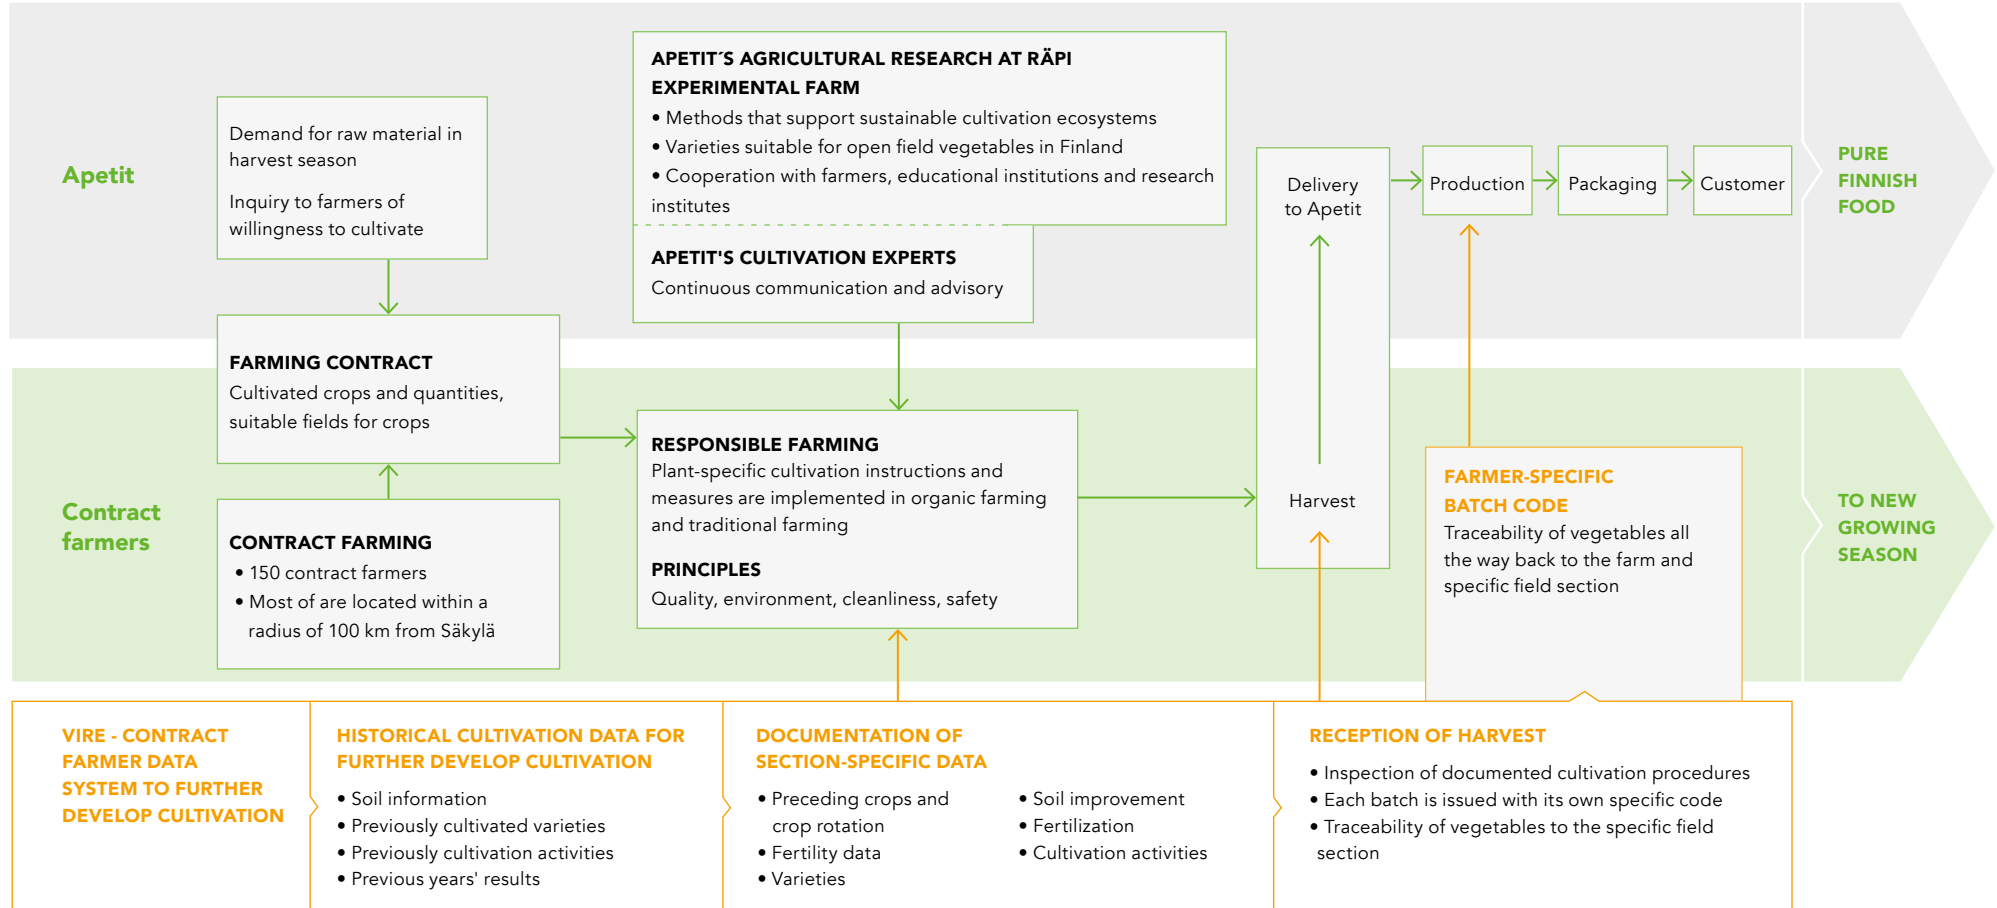 Apetit
Demand for raw material in
harvest season
Inquiry to farmers of
willingness to cultivate
APETIT´S AGRICULTURAL RESEARCH AT RÄPI
EXPERIMENTAL FARM
• Methods that support sustainable cultivation ecosystems
• Varieties suitable for open field vegetables in Finland
• Cooperation with farmers, educational institutions and research
institutes
APETIT'S CULTIVATION EXPERTS
Continuous communication and advisory
Delivery
to Apetit
Production
Packaging
Customer
PURE
FINNISH
FOOD
Contract
farmers
FARMING CONTRACT
Cultivated crops and quantities,
suitable fields for crops
CONTRACT FARMING
• 150 contract farmers
• Most of are located within a
radius of 100 km from Säkylä
RESPONSIBLE FARMING
Plant-specific cultivation instructions and
measures are implemented in organic farming
and traditional farming
PRINCIPLES
Quality, environment, cleanliness, safety
Harvest
FARMER-SPECIFIC
BATCH CODE
Traceability of vegetables all
the way back to the farm and
specific field section
TO NEW
GROWING
SEASON
VIRE - CONTRACT
FARMER DATA
SYSTEM TO FURTHER
DEVELOP CULTIVATION
HISTORICAL CULTIVATION DATA FOR
FURTHER DEVELOP CULTIVATION
• Soil information
• Previously cultivated varieties
• Previously cultivation activities
• Previous years' results
DOCUMENTATION OF
SECTION-SPECIFIC DATA
• Preceding crops and
crop rotation
• Fertility data
• Varieties
• Soil improvement
• Fertilization
• Cultivation activities
RECEPTION OF HARVEST
• Inspection of documented cultivation procedures
• Each batch is issued with its own specific code
• Traceability of vegetables to the specific field
section